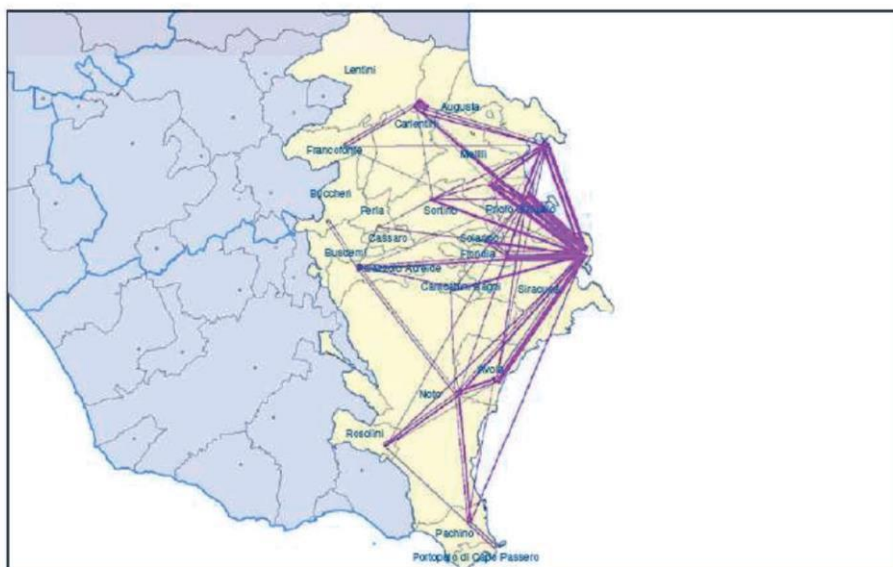 Lentini
Augusta
Carlentini
Francofonte
Melilli
Buccheri
Ferla
Sortino
Priolo Gargallo
Cassaro
Solarino
Buscemi
Floridia
Palazzolo Acreide
Canicattini Bagni
Siracusa
Avola
Noto
Rosolini
Pachino
Portopalo di Capo Passero